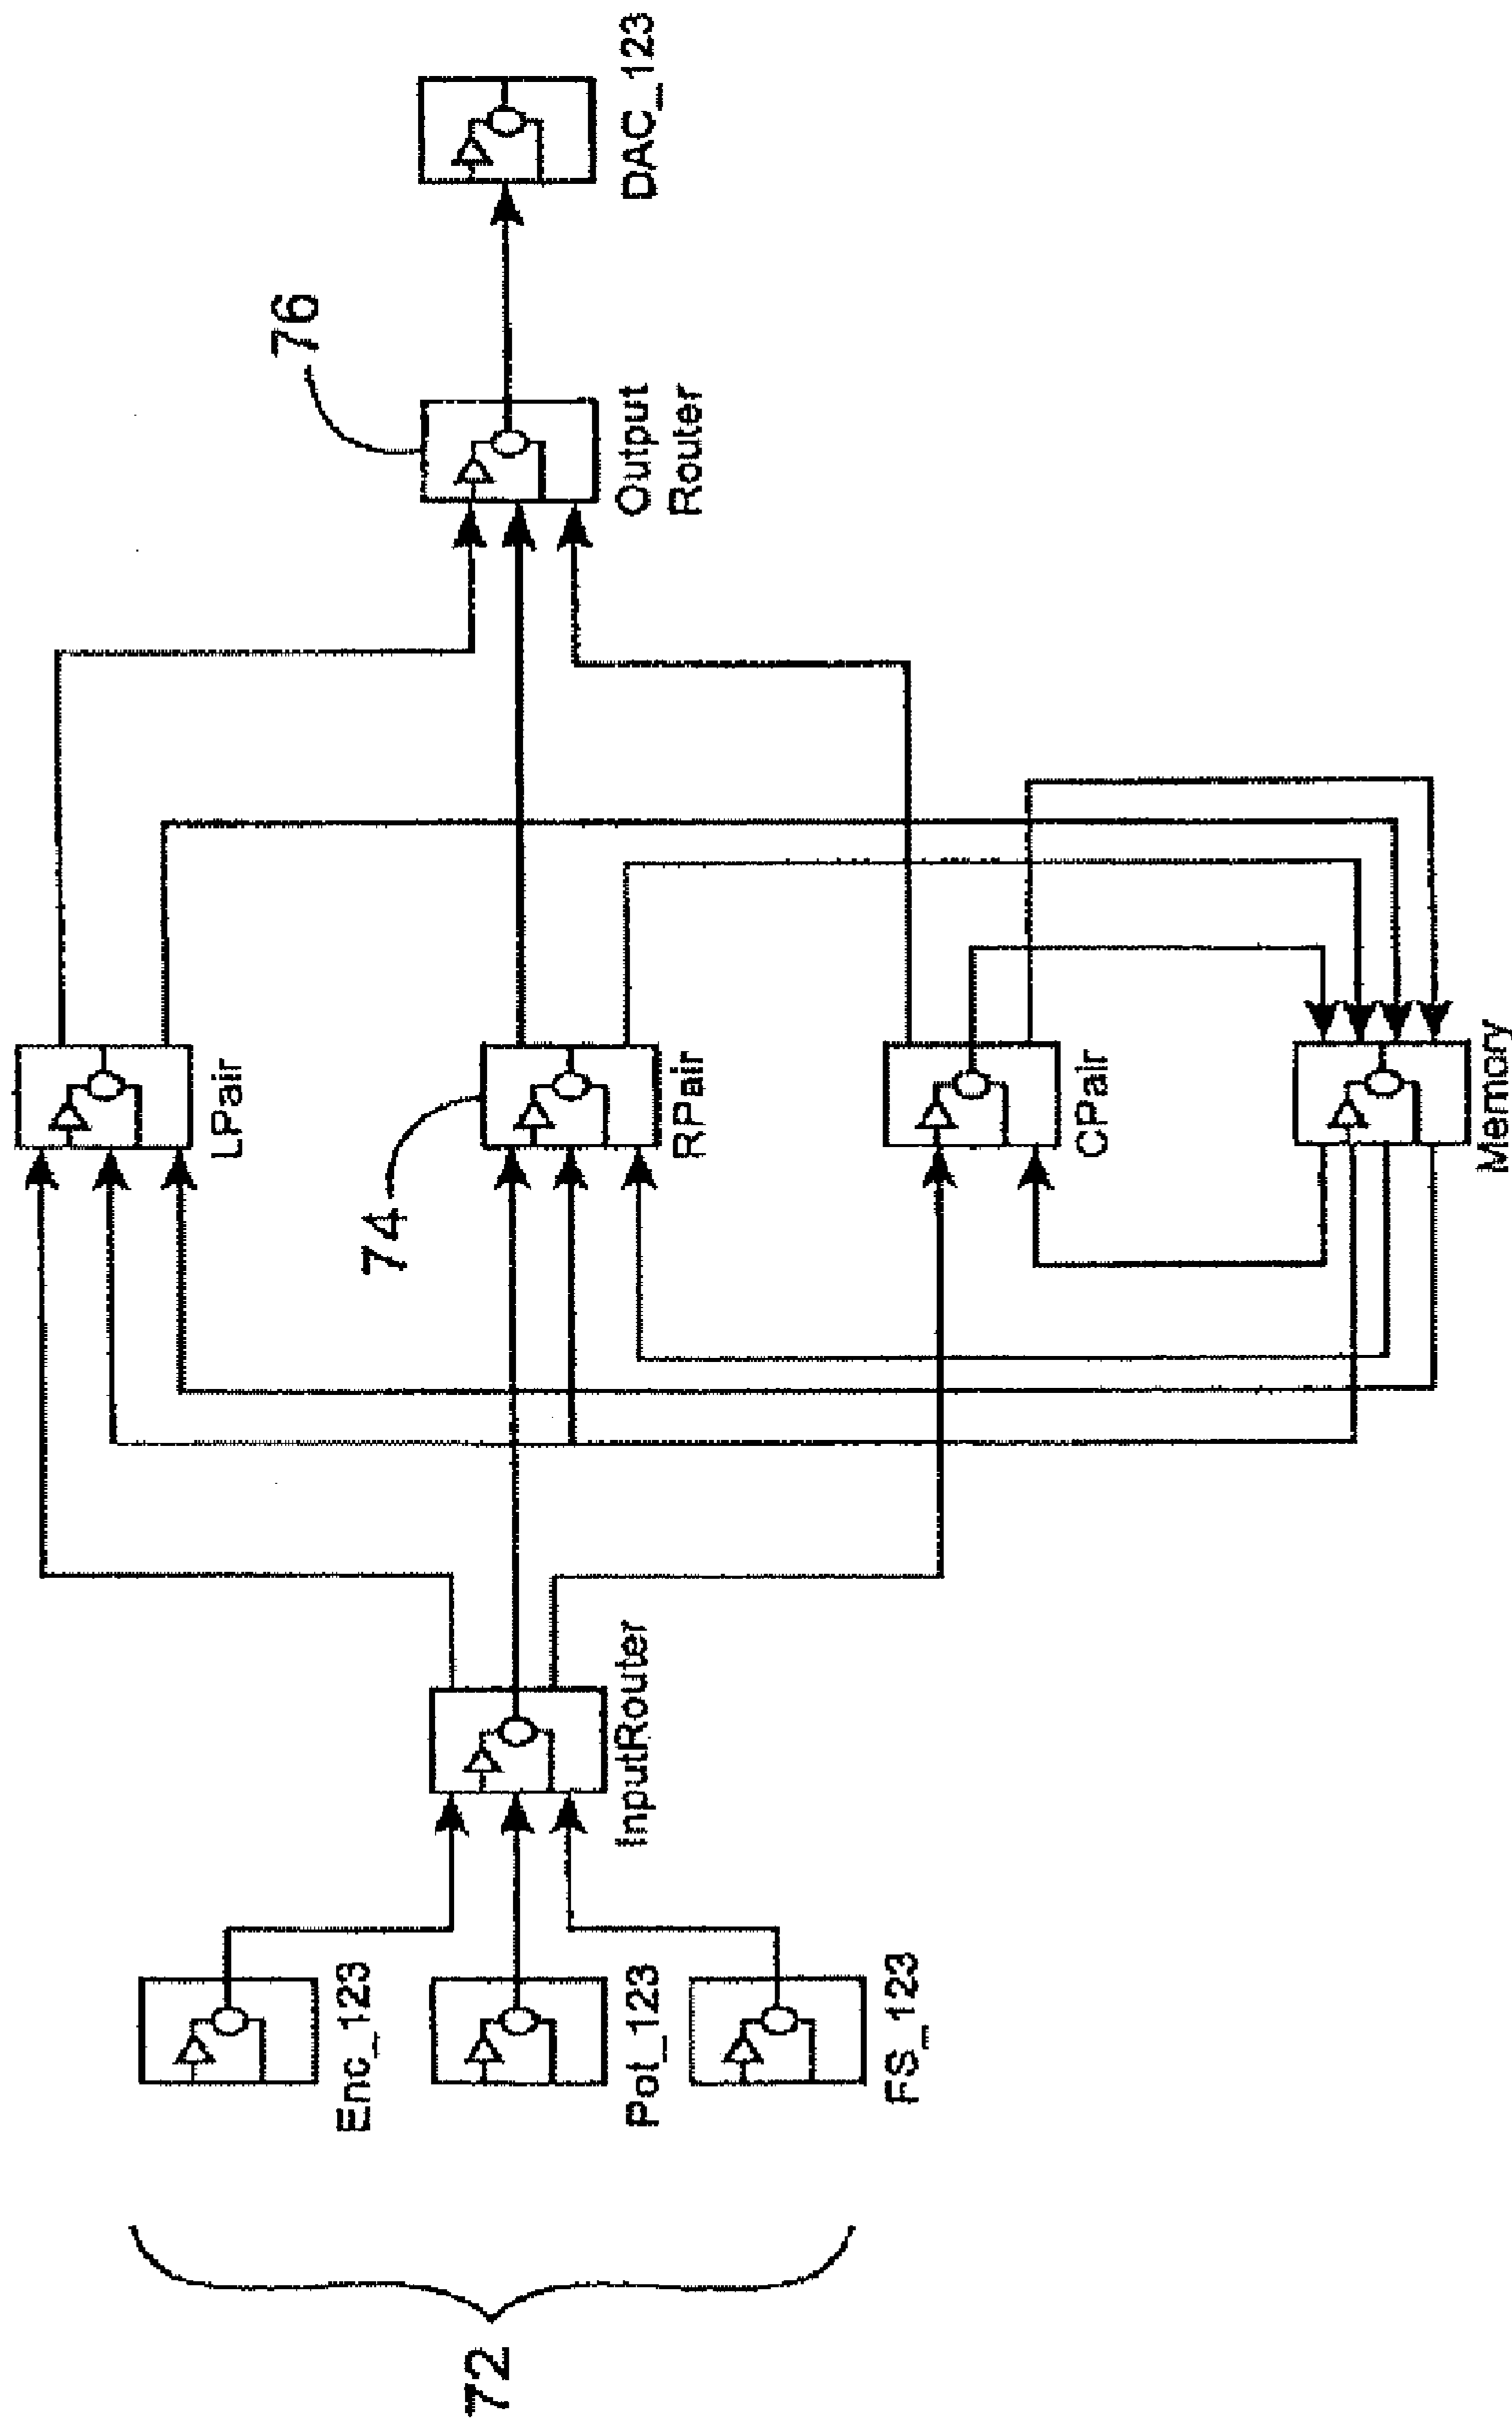 72
Enc_123
Pot_123
FS_123
InputRouter
74
LPair
RPair
CPair
Memory
76
Output
Router
DAC_123